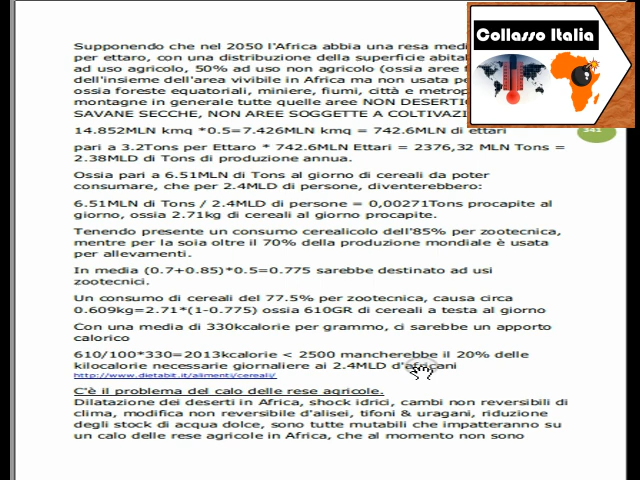 Collasso Italia
Supponendo che nel 2050 l'Africa abbia una resa
per ettaro, con una distribuzione della superficie
ad uso agricolo, 50% ad uso non agricolo (ossia aree
dell'insieme dell'area vivibile in Africa ma non usata
ossia foreste equatoriali, miniere, fiumi, città e
montagne in generale tutte quelle aree NON
SAVANE SECCHE, NON AREE SOGGETTE A
341
14.852MLN kmq *0.5=7.426MLN kmq = 742.6MLN di ettari
pari a 3.2Tons per Ettaro * 742.6MLN Ettari = 2376,32 MLN Tons =
2.38MLD di Tons di produzione annua.
Ossia pari a 6.51MLN di Tons al giorno di cereali da poter
consumare, che per 2.4MLD di persone, diventerebbero:
6.51MLN di Tons / 2.4MLD di persone = 0,00271Tons procapite al
giorno, ossia 2.71kg di cereali al giorno procapite.
Tenendo presente un consumo cerealicolo dell'85% per zootecnica,
mentre per la soia oltre il 70% della produzione mondiale è usata
per allevamenti.
In media (0.7+0.85)*0.5=0.775 sarebbe destinato ad usi
zootecnici.
Un consumo di cereali del 77.5% per zootecnica, causa circa
0.609kg=2.71*(1-0.775) ossia 610GR di cereali a testa al giorno
Con una media di 330kcalorie per grammo, ci sarebbe un apporto
calorico
610/100*330=2013kcalorie < 2500 mancherebbe il 20% delle
kilocalorie necessarie giornaliere ai 2.4MLD d'africani
http://www.dietabit.it/alimenti/cereali/
C'è il problema del calo delle rese agricole.
Dilatazione dei deserti in Africa, shock idrici, cambi non reversibili di
clima, modifica non reversibile d'alisei, tifoni & uragani, riduzione
degli stock di acqua dolce, sono tutte mutabili che impatteranno su
un calo delle rese agricole in Africa, che al momento non sono